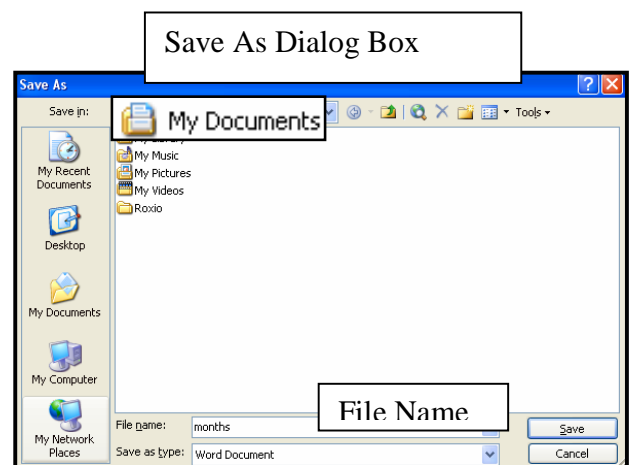 Save As Dialog Box
Save As
Save in:
My Documents
Tools
My Music
My Pictures
My Videos
Roxio
My Recent
Documents
Desktop
My Documents
My Computer
My Network
Places
File Name
File name:
months
Save
Save as type:
Word Document
Cancel